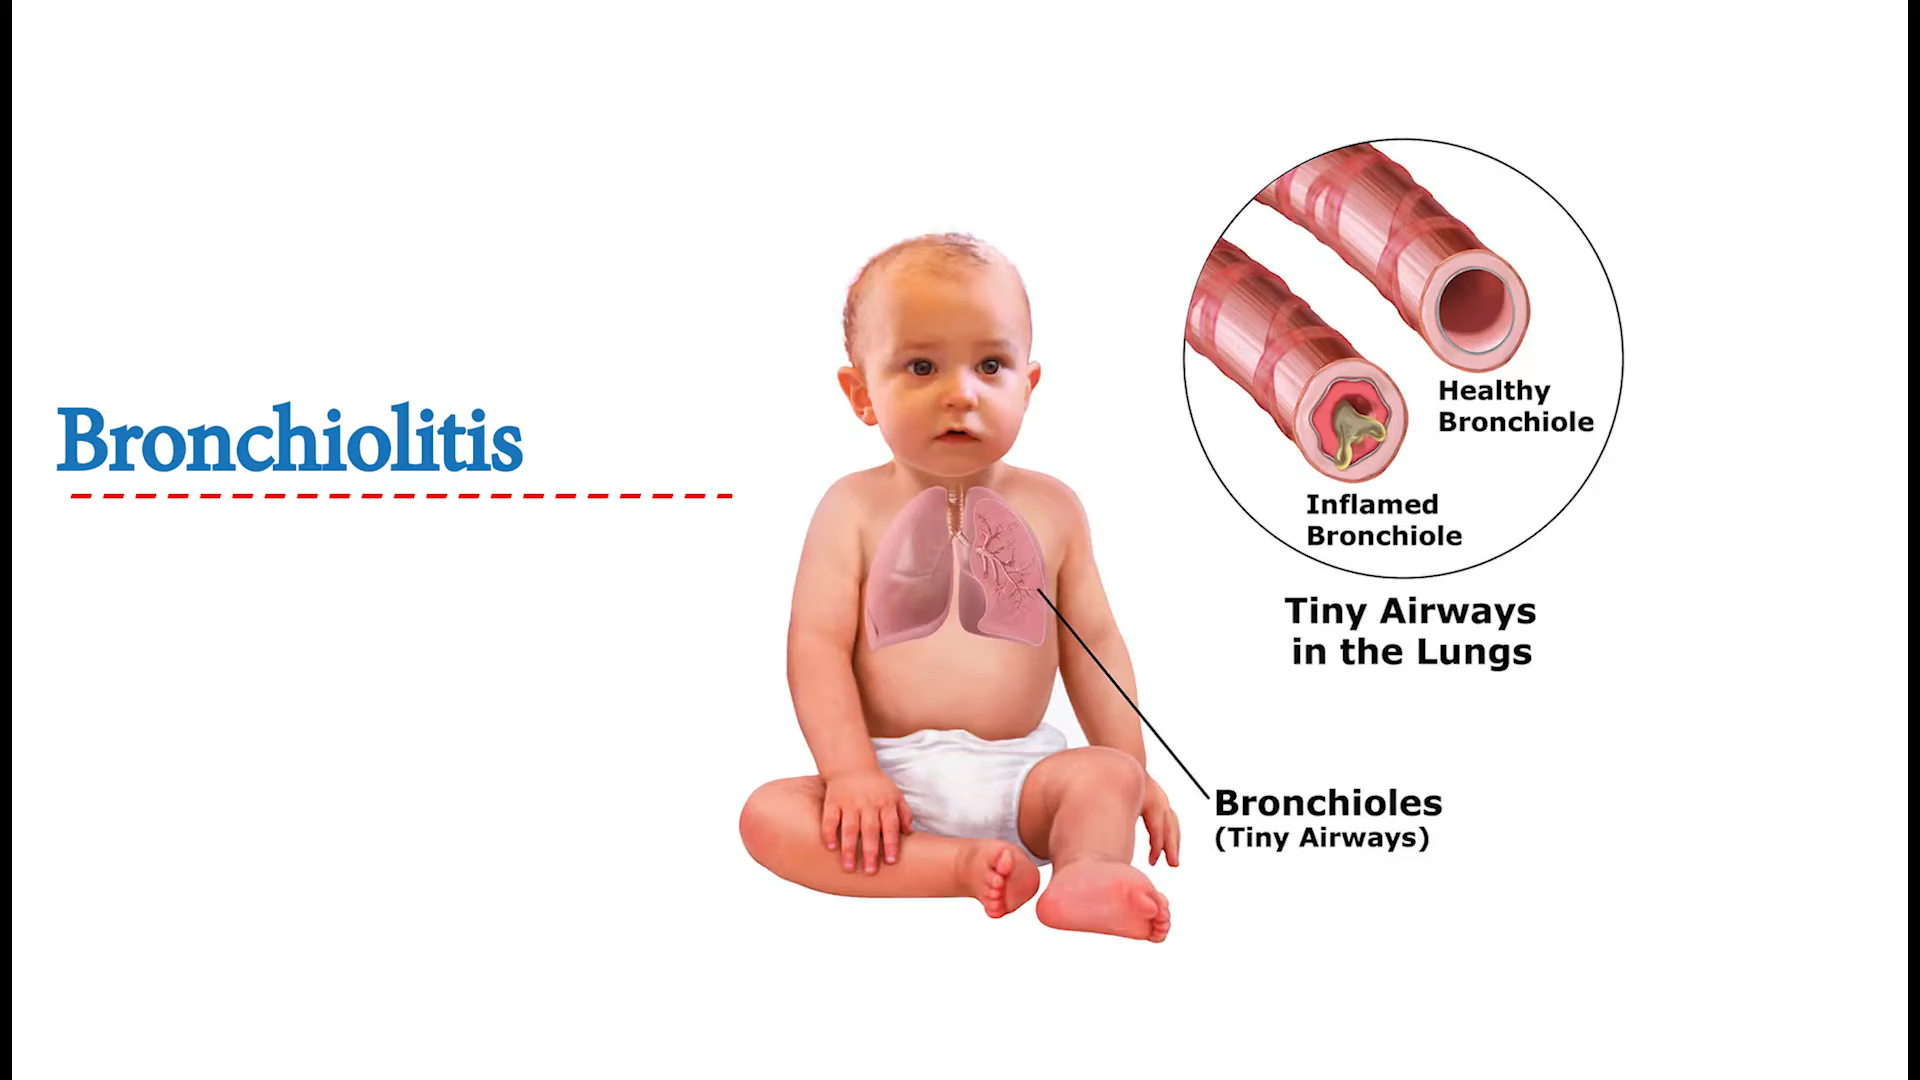 Bronchiolitis
Healthy
Bronchiole
Inflamed
Bronchiole
Tiny Airways
in the Lungs
Bronchioles
(Tiny Airways)